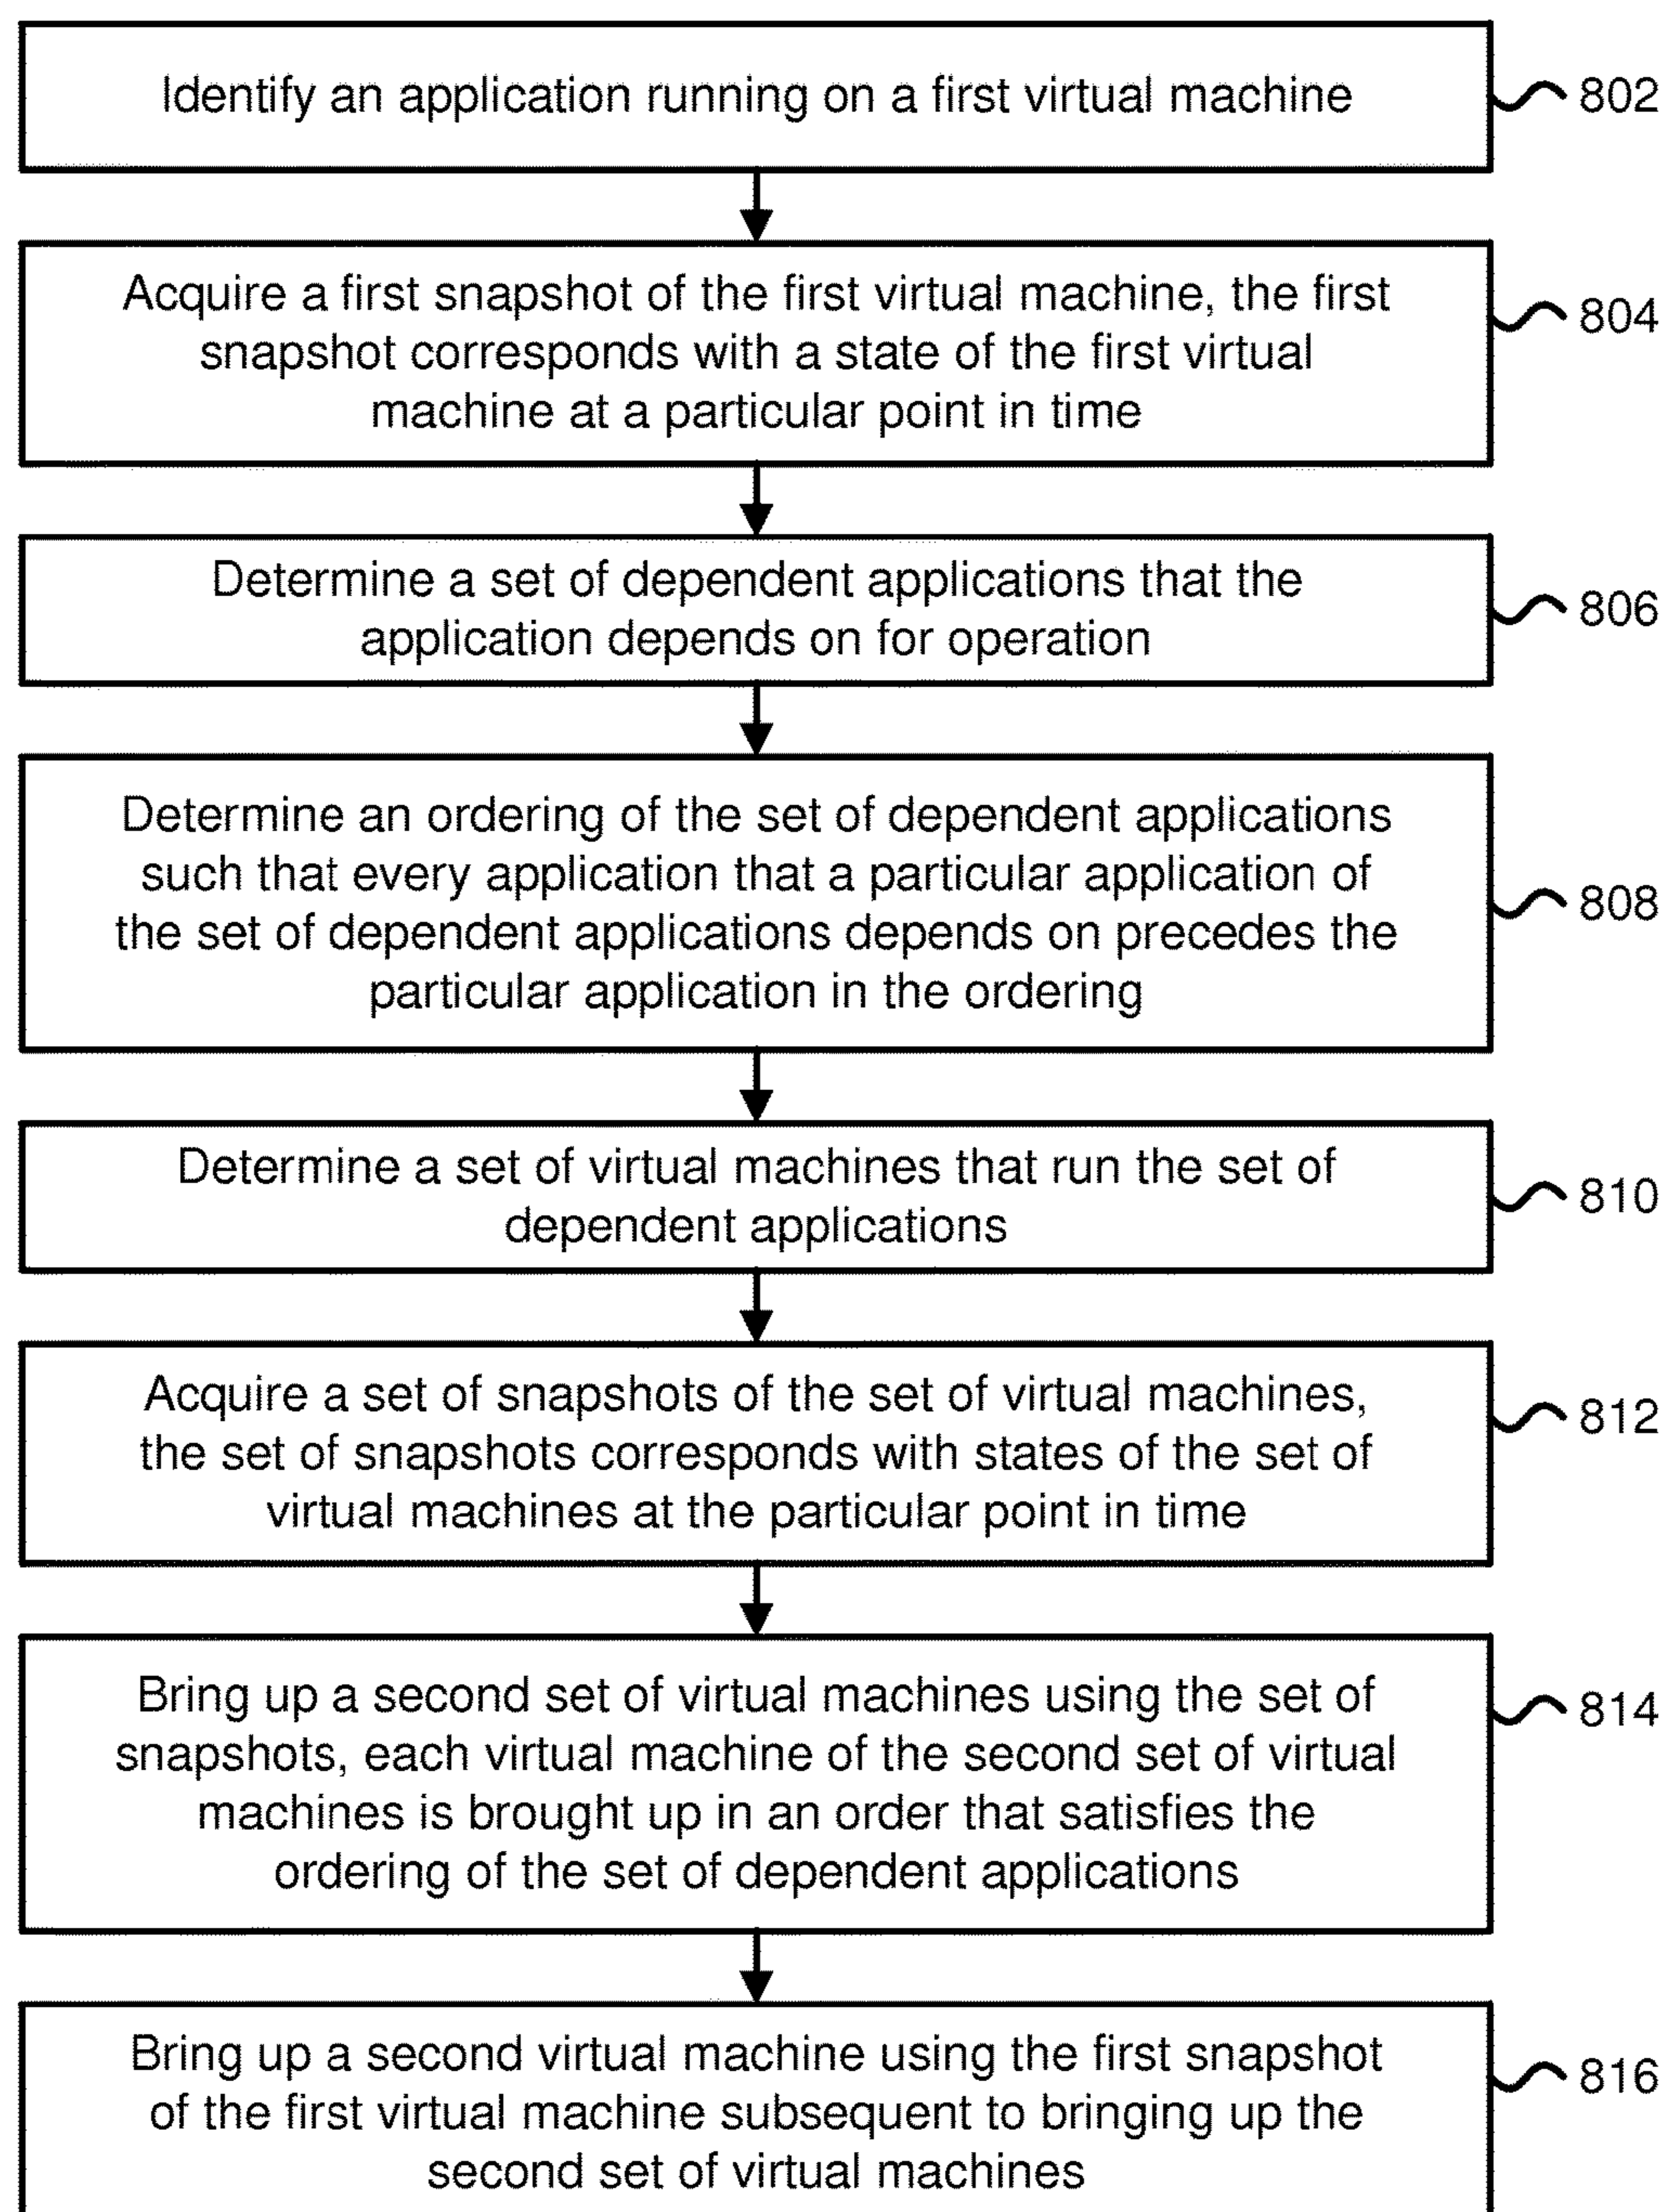 Identify an application running on a first virtual machine
802
Acquire a first snapshot of the first virtual machine, the first
snapshot corresponds with a state of the first virtual
machine at a particular point in time
804
Determine a set of dependent applications that the
application depends on for operation
806
Determine an ordering of the set of dependent applications
such that every application that a particular application of
the set of dependent applications depends on precedes the
particular application in the ordering
808
Determine a set of virtual machines that run the set of
dependent applications
810
Acquire a set of snapshots of the set of virtual machines,
the set of snapshots corresponds with states of the set of
virtual machines at the particular point in time
812
Bring up a second set of virtual machines using the set of
snapshots, each virtual machine of the second set of virtual
machines is brought up in an order that satisfies the
ordering of the set of dependent applications
814
Bring up a second virtual machine using the first snapshot
of the first virtual machine subsequent to bringing up the
second set of virtual machines
816